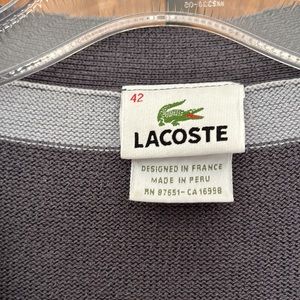 42
LACOSTE
DESIGNED IN FRANCE
MADE IN PERU
RN 87651-CA 16998